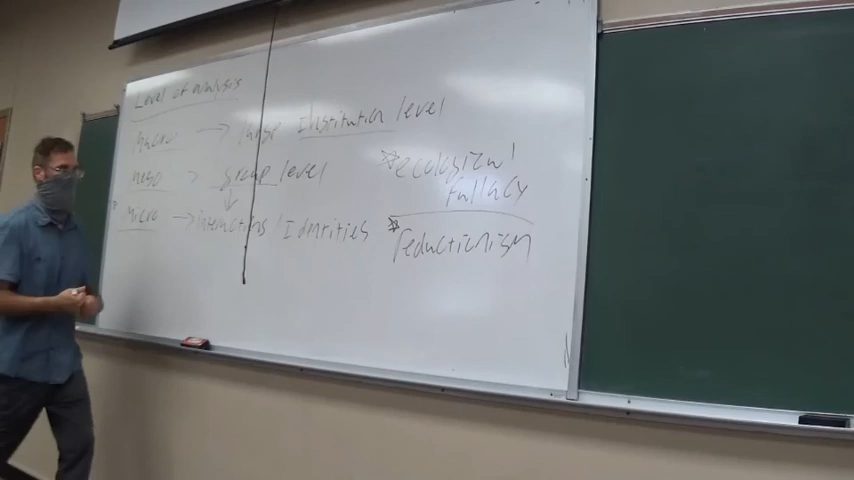 Level of analysis
Macro → large Institution level
meso > group level
↓
micro → interactions / Identities
*ecological
fallacy
*reductionism